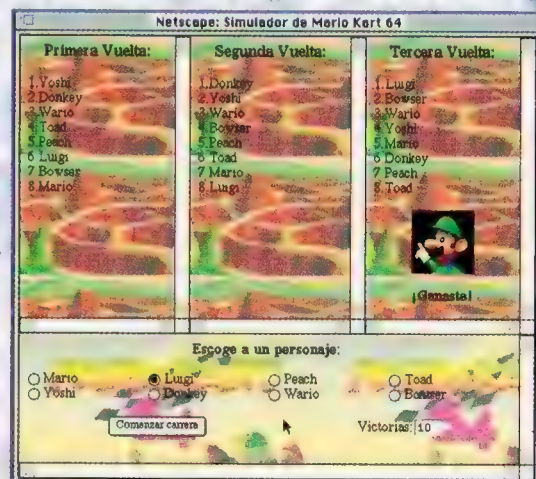 Netscape: Simulador de Mario Kart 64
Primera Vuelta:
1.Yoshi
2.Donkey
3.Wario
4.Toad
5.Peach
6 Luigi
7 Bowser
8.Mario
Segunda Vuelta:
1.Donkey
2.Yoshi
3.Wario
4.Bowser
5.Peach
6 Toad
7 Mario
8.Luigi
Tercera Vuelta:
1.Luigi
2.Bowser
3.Wario
4.Yoshi
5.Mario
6 Donkey
7 Peach
8.Toad
¡Ganaste!
Escoge a un personaje:
Mario Luigi Peach Toad
Yoshi Donkey Wario Bowser
Comenzar carrera Victorias: 10